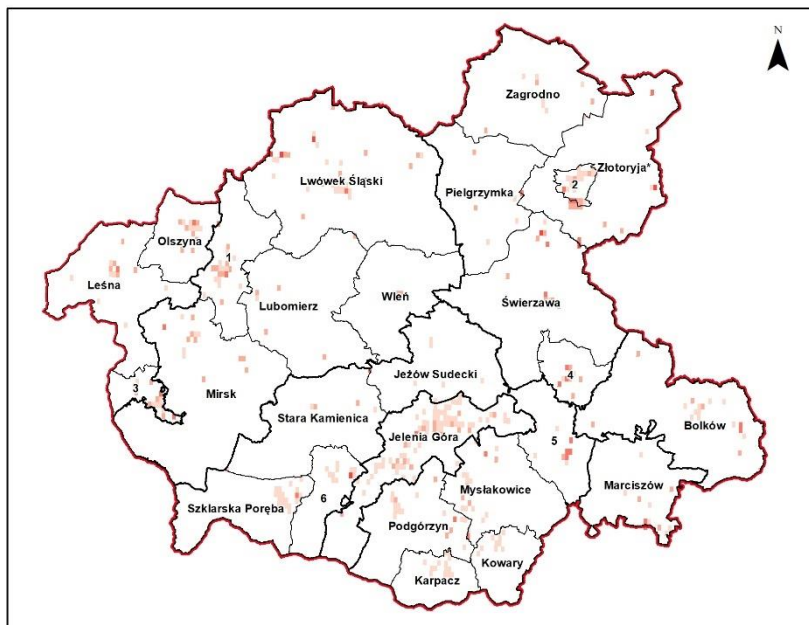 N
Zagrodno
Złotoryja*
2
Lwówek Śląski
Pielgrzymka
Olszyna
1
Leśna
Lubomierz
Wleń
Świerzawa
Jeżów Sudecki
4
3
Mirsk
Stara Kamienica
Jelenia Góra
5
Bolków
Marciszów
Mysłakowice
Szklarska Poręba
6
Podgórzyn
Kowary
Karpacz